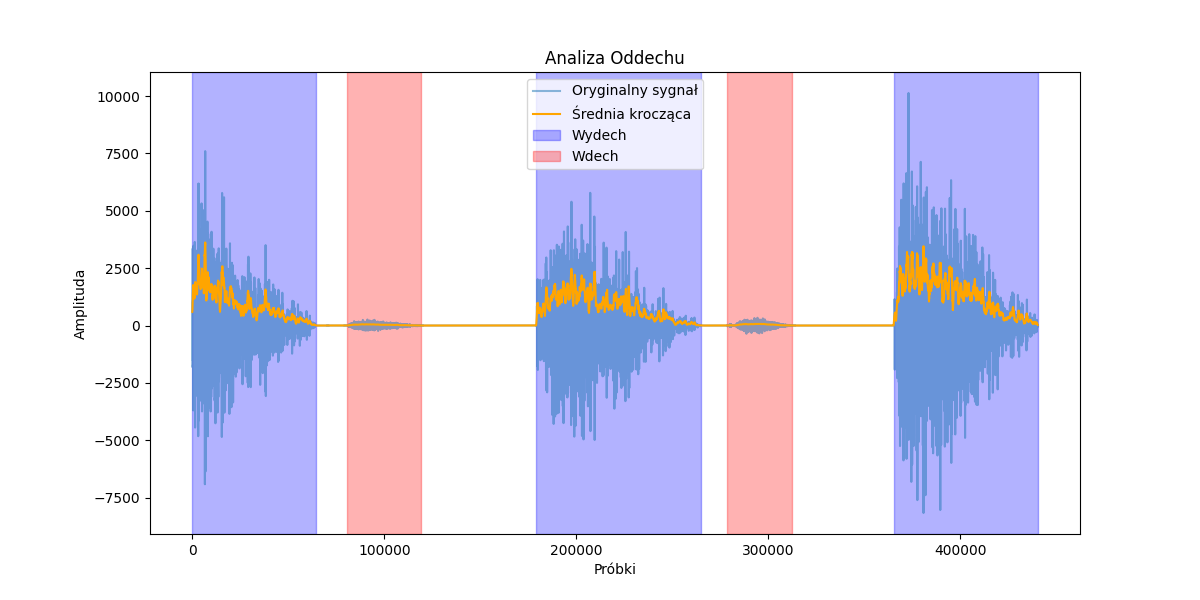 Analiza Oddechu
Oryginalny sygnał
Średnia krocząca
Wydech
Wdech
Amplituda
10000
7500
5000
2500
0
−2500
−5000
−7500
0 100000 200000 300000 400000
Próbki